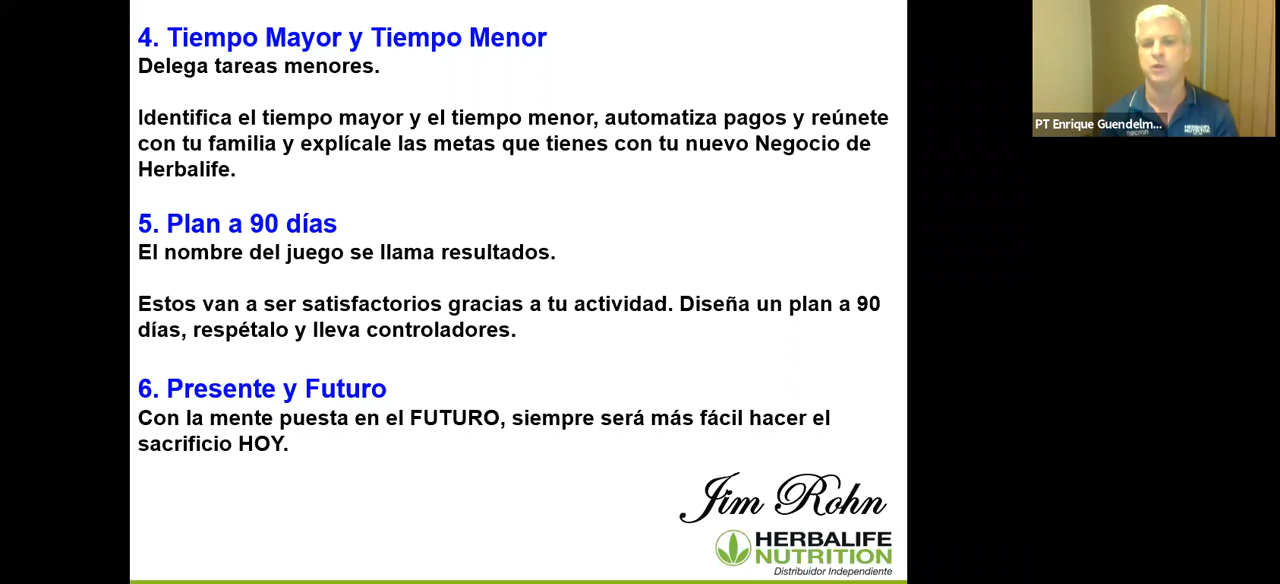 4. Tiempo Mayor y Tiempo Menor
Delega tareas menores.
Identifica el tiempo mayor y el tiempo menor, automatiza pagos y reúnete
con tu familia y explícale las metas que tienes con tu nuevo Negocio de
Herbalife.
5. Plan a 90 días
El nombre del juego se llama resultados.
Estos van a ser satisfactorios gracias a tu actividad. Diseña un plan a 90
días, respétalo y lleva controladores.
6. Presente y Futuro
Con la mente puesta en el FUTURO, siempre será más fácil hacer el
sacrificio HOY.
Jim Rohn
HERBALIFE
NUTRITION
Distribuidor Independiente
PT Enrique Guendelm...
HERBALIFE
NUTRITION